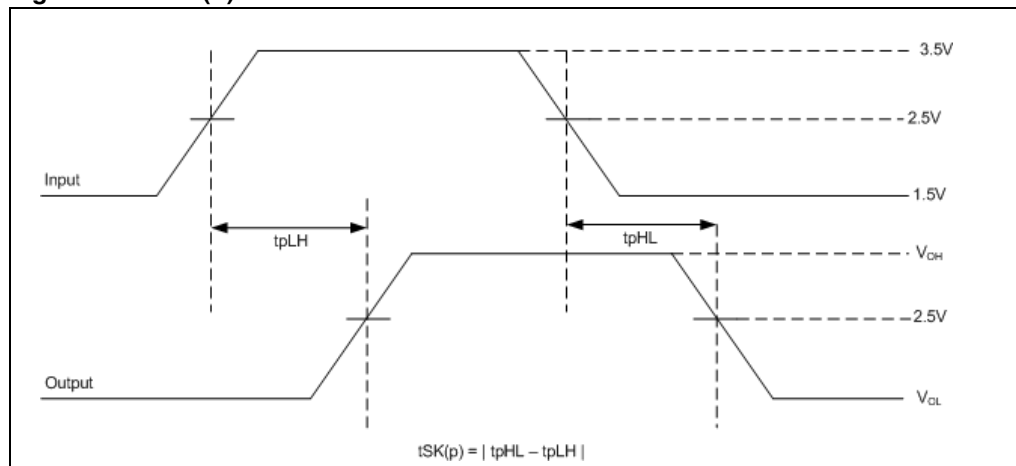 3.5V
2.5V
Input
1.5V
tpLH
tpHL
VOH
2.5V
Output
VOL
tSK(p) = | tpHL – tpLH |